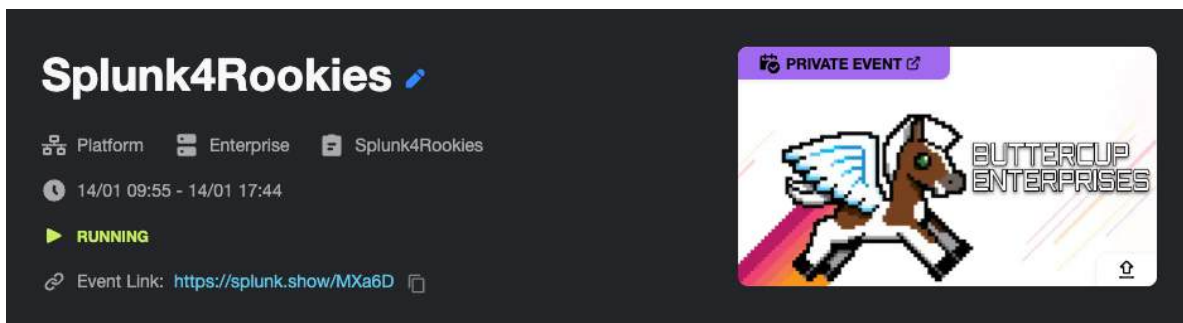 Splunk4Rookies
Platform Enterprise Splunk4Rookies
14/01 09:55 - 14/01 17:44
RUNNING
Event Link: https://splunk.show/MXa6D
PRIVATE EVENT
BUTTERCUP
ENTERPRISES